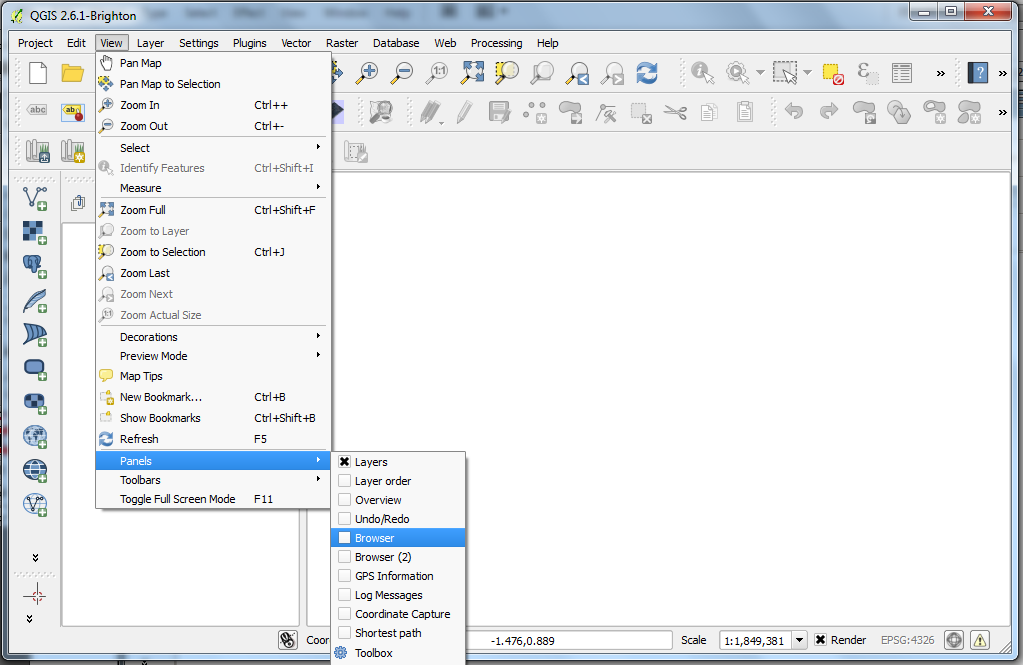 QGIS 2.6.1-Brighton
Project Edit View Layer Settings Plugins Vector Raster Database Web Processing Help
Pan Map
Pan Map to Selection
Zoom In Ctrl++
Zoom Out Ctrl+-
Select
Identify Features Ctrl+Shift+I
Measure
Zoom Full Ctrl+Shift+F
Zoom to Layer
Zoom to Selection Ctrl+J
Zoom Last
Zoom Next
Zoom Actual Size
Decorations
Preview Mode
Map Tips
New Bookmark... Ctrl+B
Show Bookmarks Ctrl+Shift+B
Refresh F5
Panels
Toolbars
Toggle Full Screen Mode F11
Layers
Layer order
Overview
Undo/Redo
Browser
Browser (2)
GPS Information
Log Messages
Coordinate Capture
Shortest path
Toolbox
1:1
abc
abc
Coor -1.476,0.889 Scale 1:1,849,381 Render EPSG:4326